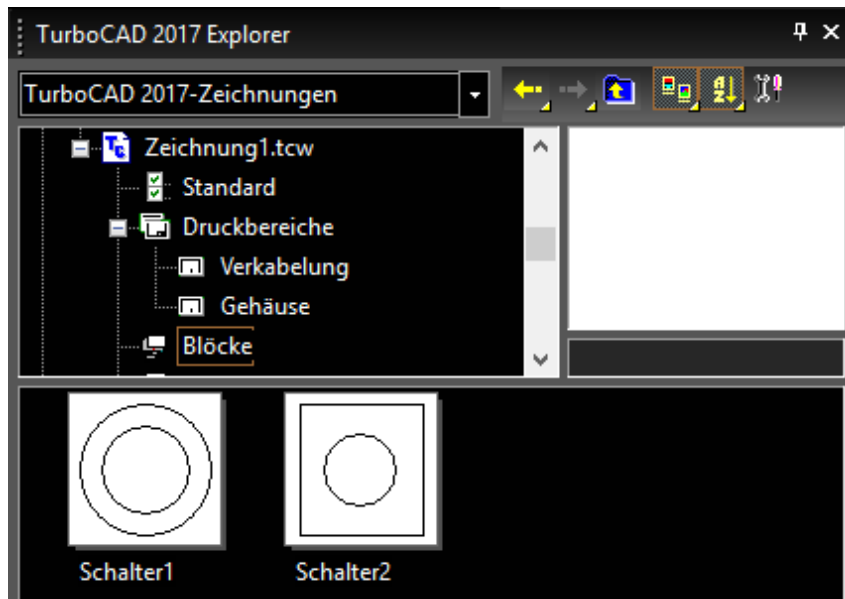 TurboCAD 2017 Explorer
TurboCAD 2017-Zeichnungen
Zeichnung1.tcw
Standard
Druckbereiche
Verkabelung
Gehäuse
Blöcke
Schalter1
Schalter2